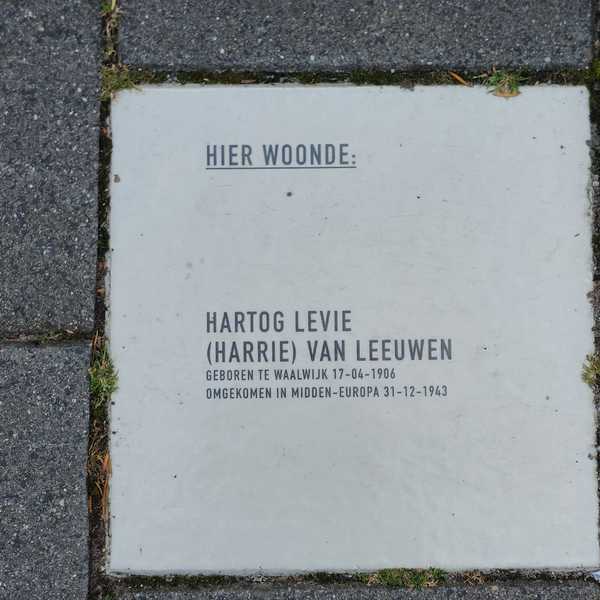 HIER WOONDE:
HARTOG LEVIE
(HARRIE) VAN LEEUWEN
GEBOREN TE WAALWIJK 17-04-1906
OMGEKOMEN IN MIDDEN-EUROPA 31-12-1943